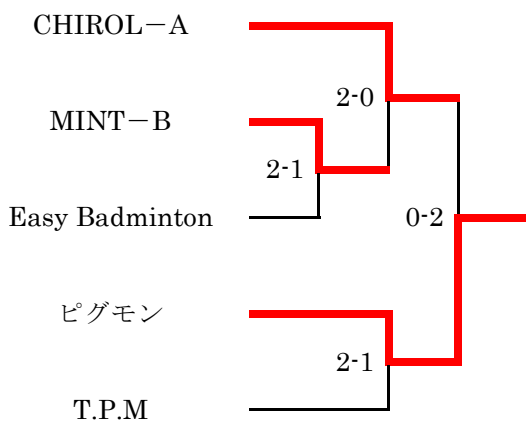 CHIROL－A
2-0
MINT－B
2-1
Easy Badminton
0-2
ピグモン
2-1
T.P.M